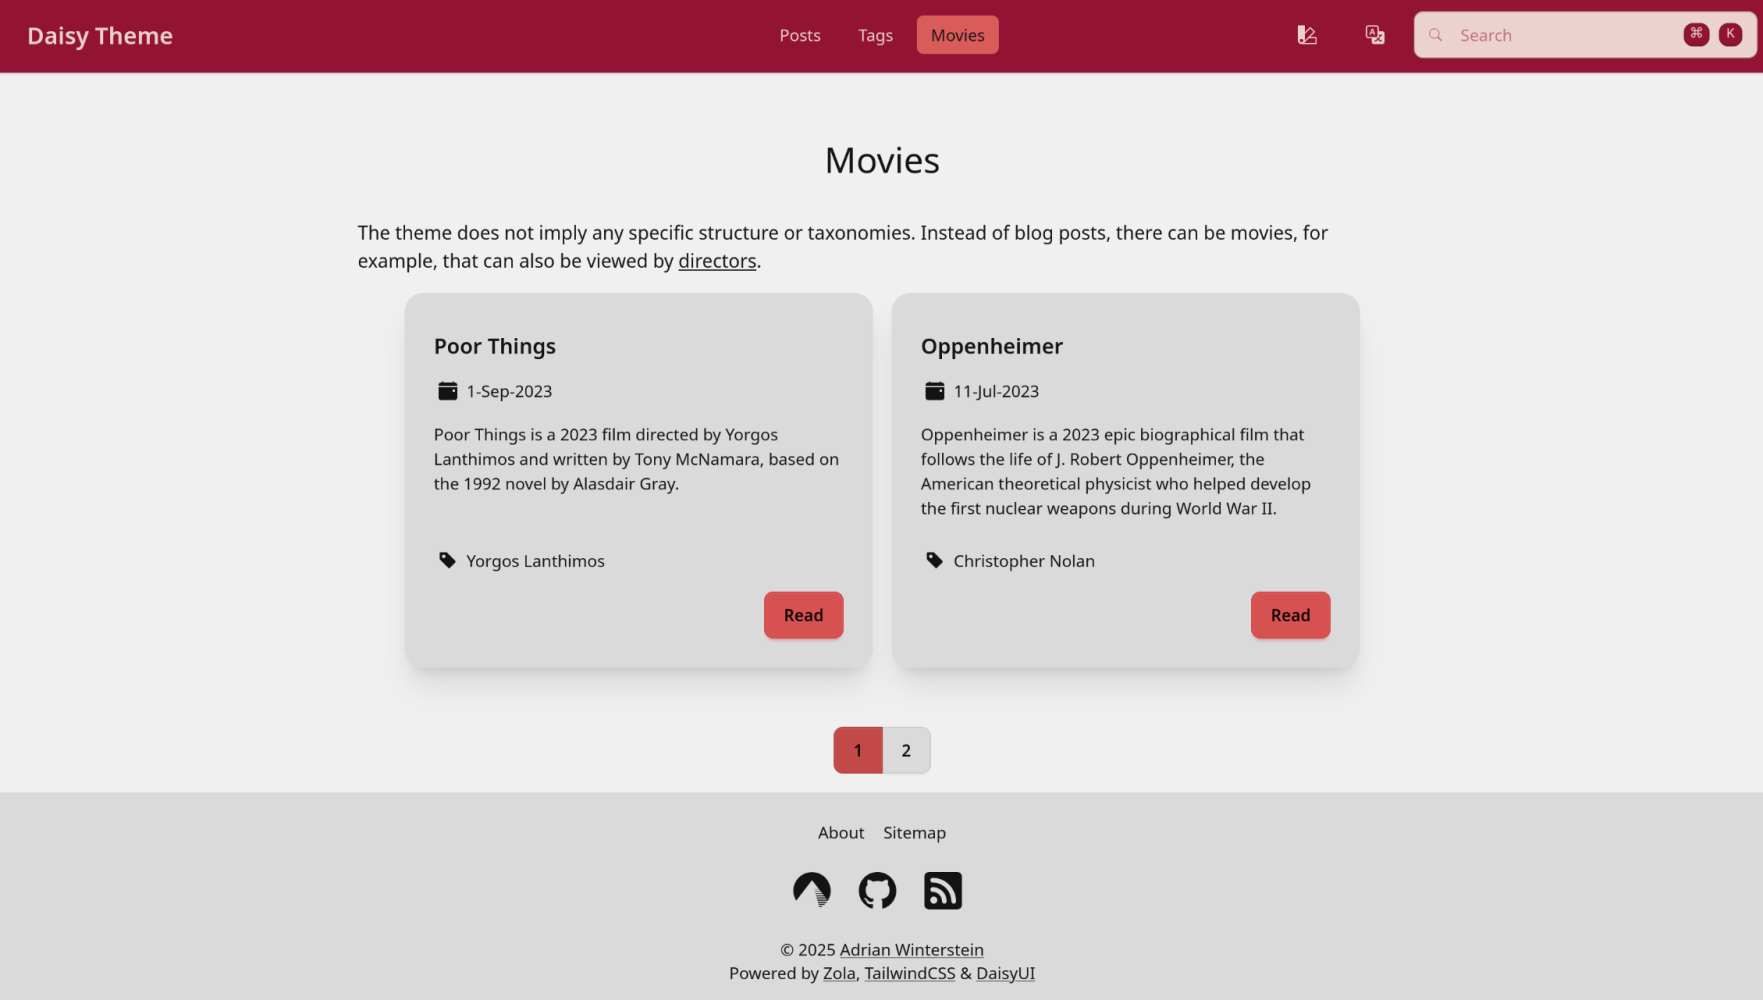 Daisy Theme
Posts
Tags
Movies
Search
⌘
K
Movies
The theme does not imply any specific structure or taxonomies. Instead of blog posts, there can be movies, for
example, that can also be viewed by directors.
Poor Things
1-Sep-2023
Poor Things is a 2023 film directed by Yorgos
Lanthimos and written by Tony McNamara, based on
the 1992 novel by Alasdair Gray.
Yorgos Lanthimos
Read
Oppenheimer
11-Jul-2023
Oppenheimer is a 2023 epic biographical film that
follows the life of J. Robert Oppenheimer, the
American theoretical physicist who helped develop
the first nuclear weapons during World War II.
Christopher Nolan
Read
1
2
About
Sitemap
© 2025 Adrian Winterstein
Powered by Zola, TailwindCSS & DaisyUI